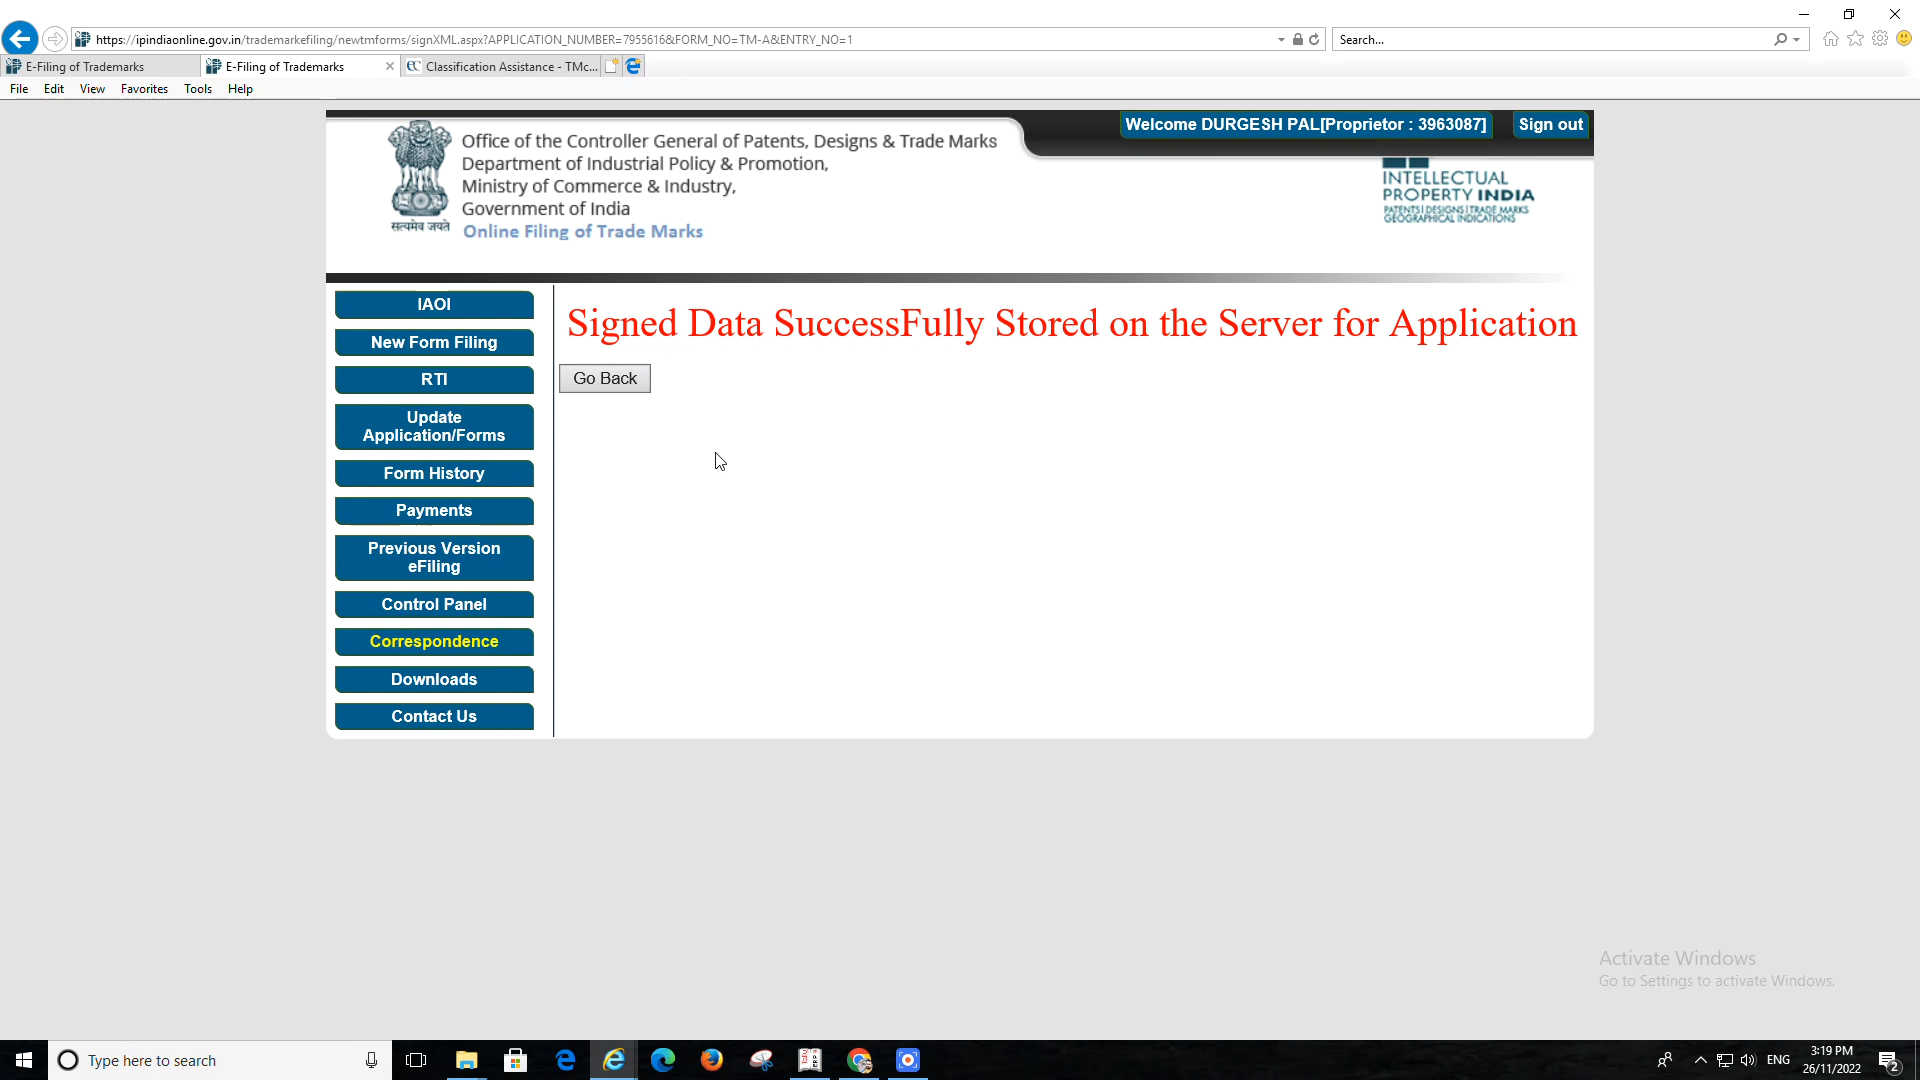 https://ipindiaonline.gov.in/trademarkefiling/newtmforms/signXML.aspx?APPLICATION_NUMBER=7955616&FORM_NO=TM-A&ENTRY_NO=1
Search...
E-Filing of Trademarks
E-Filing of Trademarks
Classification Assistance - TMc...
File Edit View Favorites Tools Help
Welcome DURGESH PAL[Proprietor : 3963087]
Sign out
Office of the Controller General of Patents, Designs & Trade Marks
Department of Industrial Policy & Promotion,
Ministry of Commerce & Industry,
Government of India
Online Filing of Trade Marks
सत्यमेव जयते
INTELLECTUAL
PROPERTY INDIA
PATENTS | DESIGNS | TRADE MARKS
GEOGRAPHICAL INDICATIONS
IAOI
New Form Filing
RTI
Update
Application/Forms
Form History
Payments
Previous Version
eFiling
Control Panel
Correspondence
Downloads
Contact Us
Signed Data SuccessFully Stored on the Server for Application
Go Back
Activate Windows
Go to Settings to activate Windows.
Type here to search
ENG
3:19 PM
26/11/2022
2